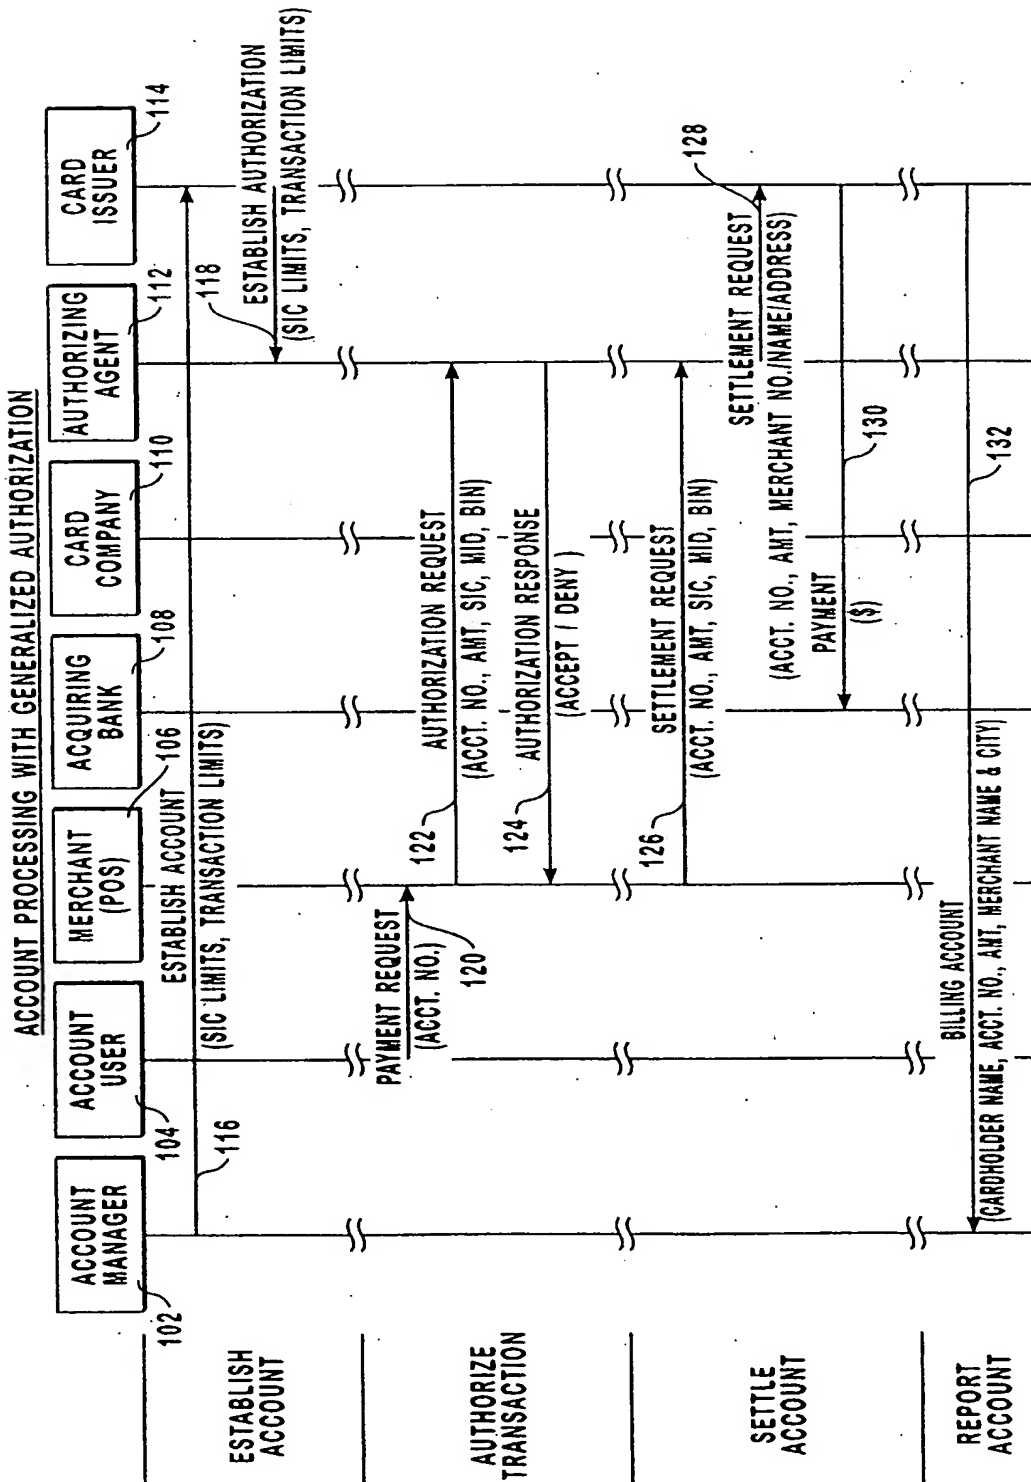 ACCOUNT PROCESSING WITH GENERALIZED AUTHORIZATION
ACCOUNT
MANAGER
102
ACCOUNT
USER
104
MERCHANT
(POS)
106
ACQUIRING
BANK
108
CARD
COMPANY
110
AUTHORIZING
AGENT
112
CARD
ISSUER
114
ESTABLISH
ACCOUNT
116
ESTABLISH ACCOUNT
(SIC LIMITS, TRANSACTION LIMITS)
118
ESTABLISH AUTHORIZATION
(SIC LIMITS, TRANSACTION LIMITS)
AUTHORIZE
TRANSACTION
PAYMENT REQUEST
(ACCT. NO.)
120
122
AUTHORIZATION REQUEST
(ACCT. NO., AMT, SIC, MID, BIN)
124
AUTHORIZATION RESPONSE
(ACCEPT / DENY)
SETTLE
ACCOUNT
126
SETTLEMENT REQUEST
(ACCT. NO., AMT, SIC, MID, BIN)
SETTLEMENT REQUEST
128
(ACCT. NO., AMT, MERCHANT NO./NAME/ADDRESS)
PAYMENT
($)
130
REPORT
ACCOUNT
BILLING ACCOUNT
132
(CARDHOLDER NAME, ACCT. NO., AMT, MERCHANT NAME & CITY)